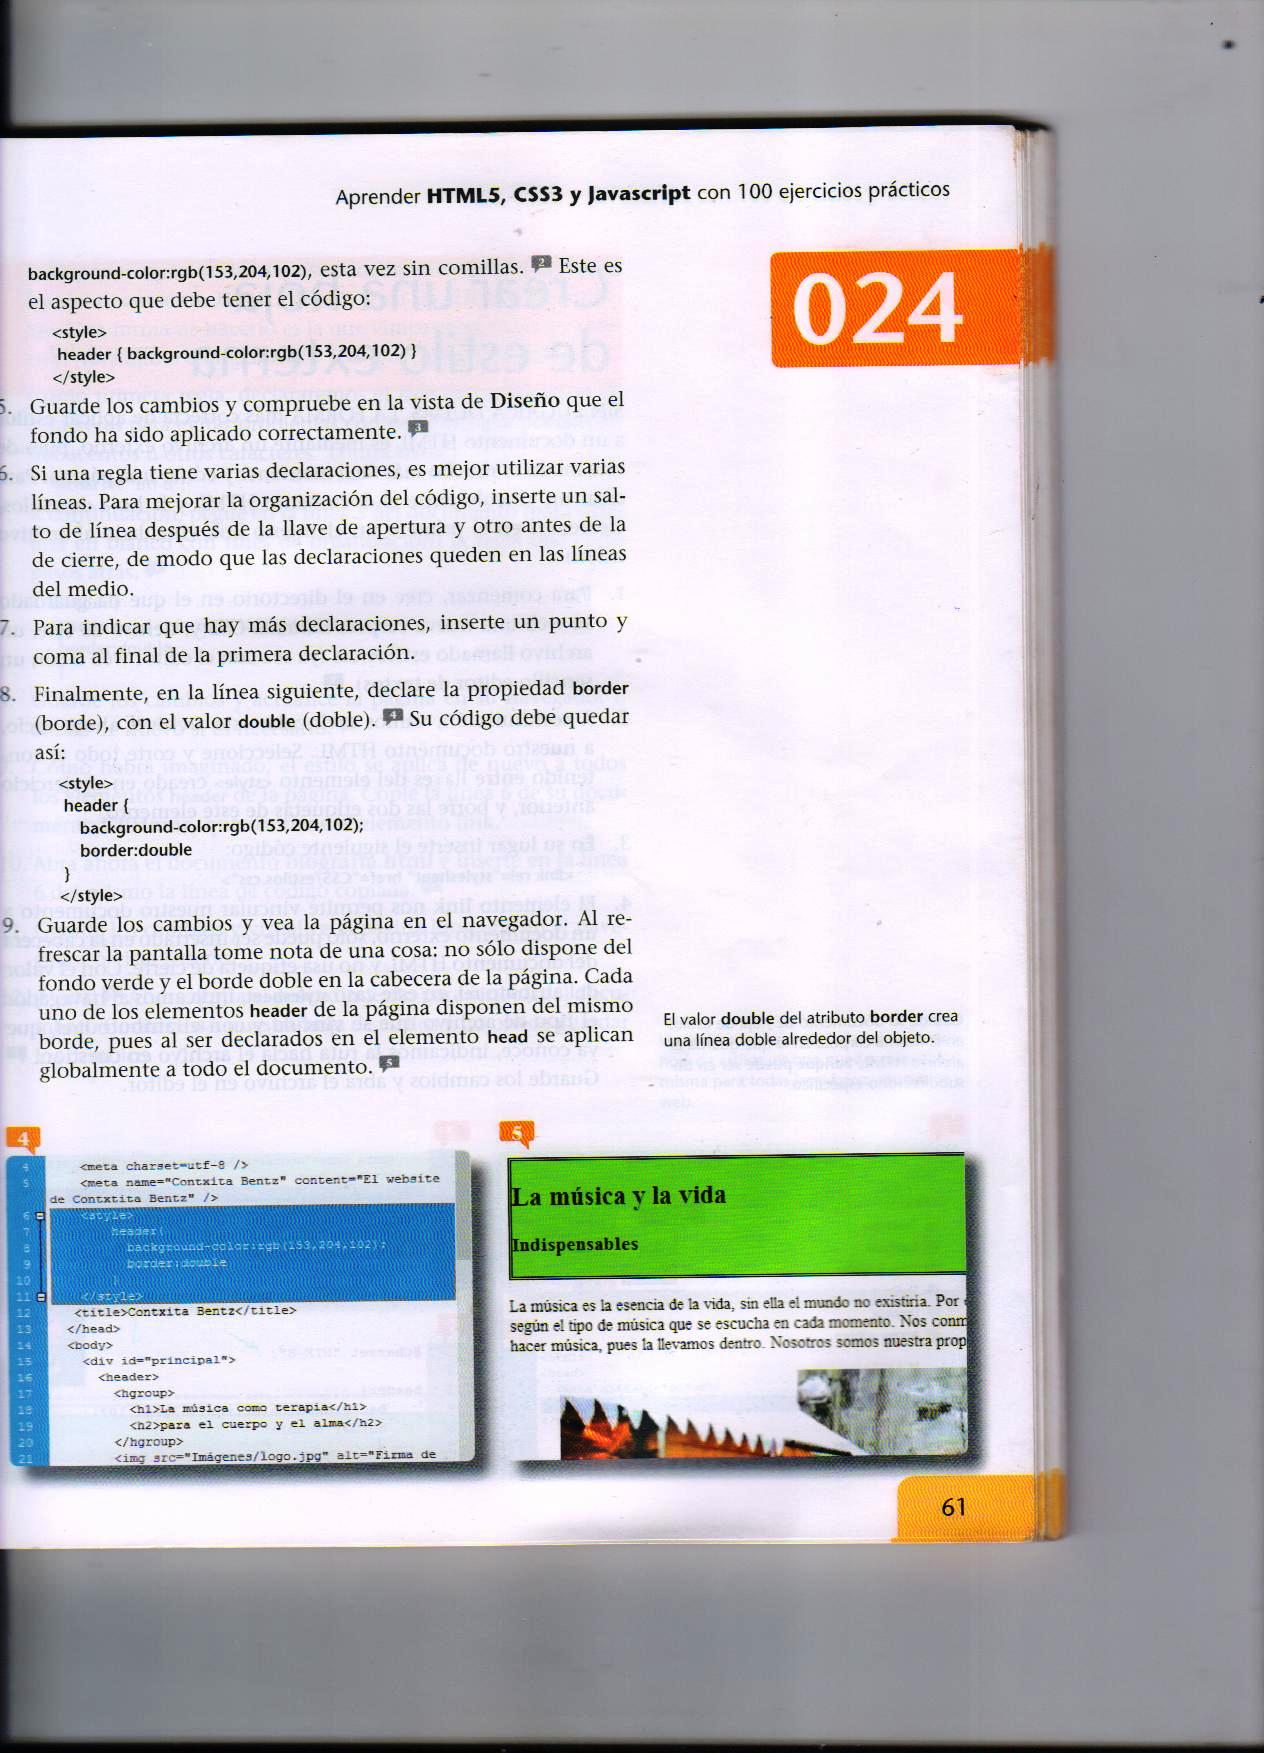 Aprender HTML5, CSS3 y Javascript con 100 ejercicios prácticos
024
background-color:rgb(153,204,102), esta vez sin comillas. 2 Este es
el aspecto que debe tener el código:
<style>
header { background-color:rgb(153,204,102) }
</style>
5. Guarde los cambios y compruebe en la vista de Diseño que el
fondo ha sido aplicado correctamente. 3
6. Si una regla tiene varias declaraciones, es mejor utilizar varias
líneas. Para mejorar la organización del código, inserte un sal-
to de línea después de la llave de apertura y otro antes de la
de cierre, de modo que las declaraciones queden en las líneas
del medio.
7. Para indicar que hay más declaraciones, inserte un punto y
coma al final de la primera declaración.
8. Finalmente, en la línea siguiente, declare la propiedad border
(borde), con el valor double (doble). 4 Su código debe quedar
así:
<style>
header {
background-color:rgb(153,204,102);
border:double
}
</style>
9. Guarde los cambios y vea la página en el navegador. Al re-
frescar la pantalla tome nota de una cosa: no sólo dispone del
fondo verde y el borde doble en la cabecera de la página. Cada
uno de los elementos header de la página disponen del mismo
borde, pues al ser declarados en el elemento head se aplican
globalmente a todo el documento. 5
El valor double del atributo border crea
una línea doble alrededor del objeto.
4
4 <meta charset=utf-8 />
5 <meta name="Contxita Bentz" content="El website
de Contxtita Bentz" />
6 <style>
7 header{
8 background-color:rgb(153,204,102);
9 border:double
10 }
11 </style>
12 <title>Contxita Bentz</title>
13 </head>
14 <body>
15 <div id="principal">
16 <header>
17 <hgroup>
18 <h1>La música como terapia</h1>
19 <h2>para el cuerpo y el alma</h2>
20 </hgroup>
21 <img src="Imágenes/logo.jpg" alt="Firma de
5
La música y la vida
Indispensables
La música es la esencia de la vida, sin ella el mundo no existiría. Por
según el tipo de música que se escucha en cada momento. Nos conm
hacer música, pues la llevamos dentro. Nosotros somos nuestra prop
61